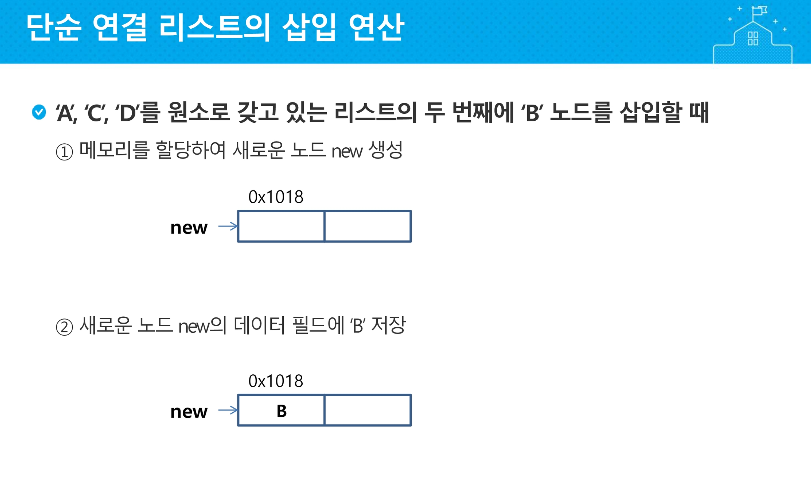 단순 연결 리스트의 삽입 연산
‘A’, ‘C’, ‘D’를 원소로 갖고 있는 리스트의 두 번째에 ‘B’ 노드를 삽입할 때
① 메모리를 할당하여 새로운 노드 new 생성
0x1018
new
② 새로운 노드 new의 데이터 필드에 ‘B’ 저장
0x1018
new B